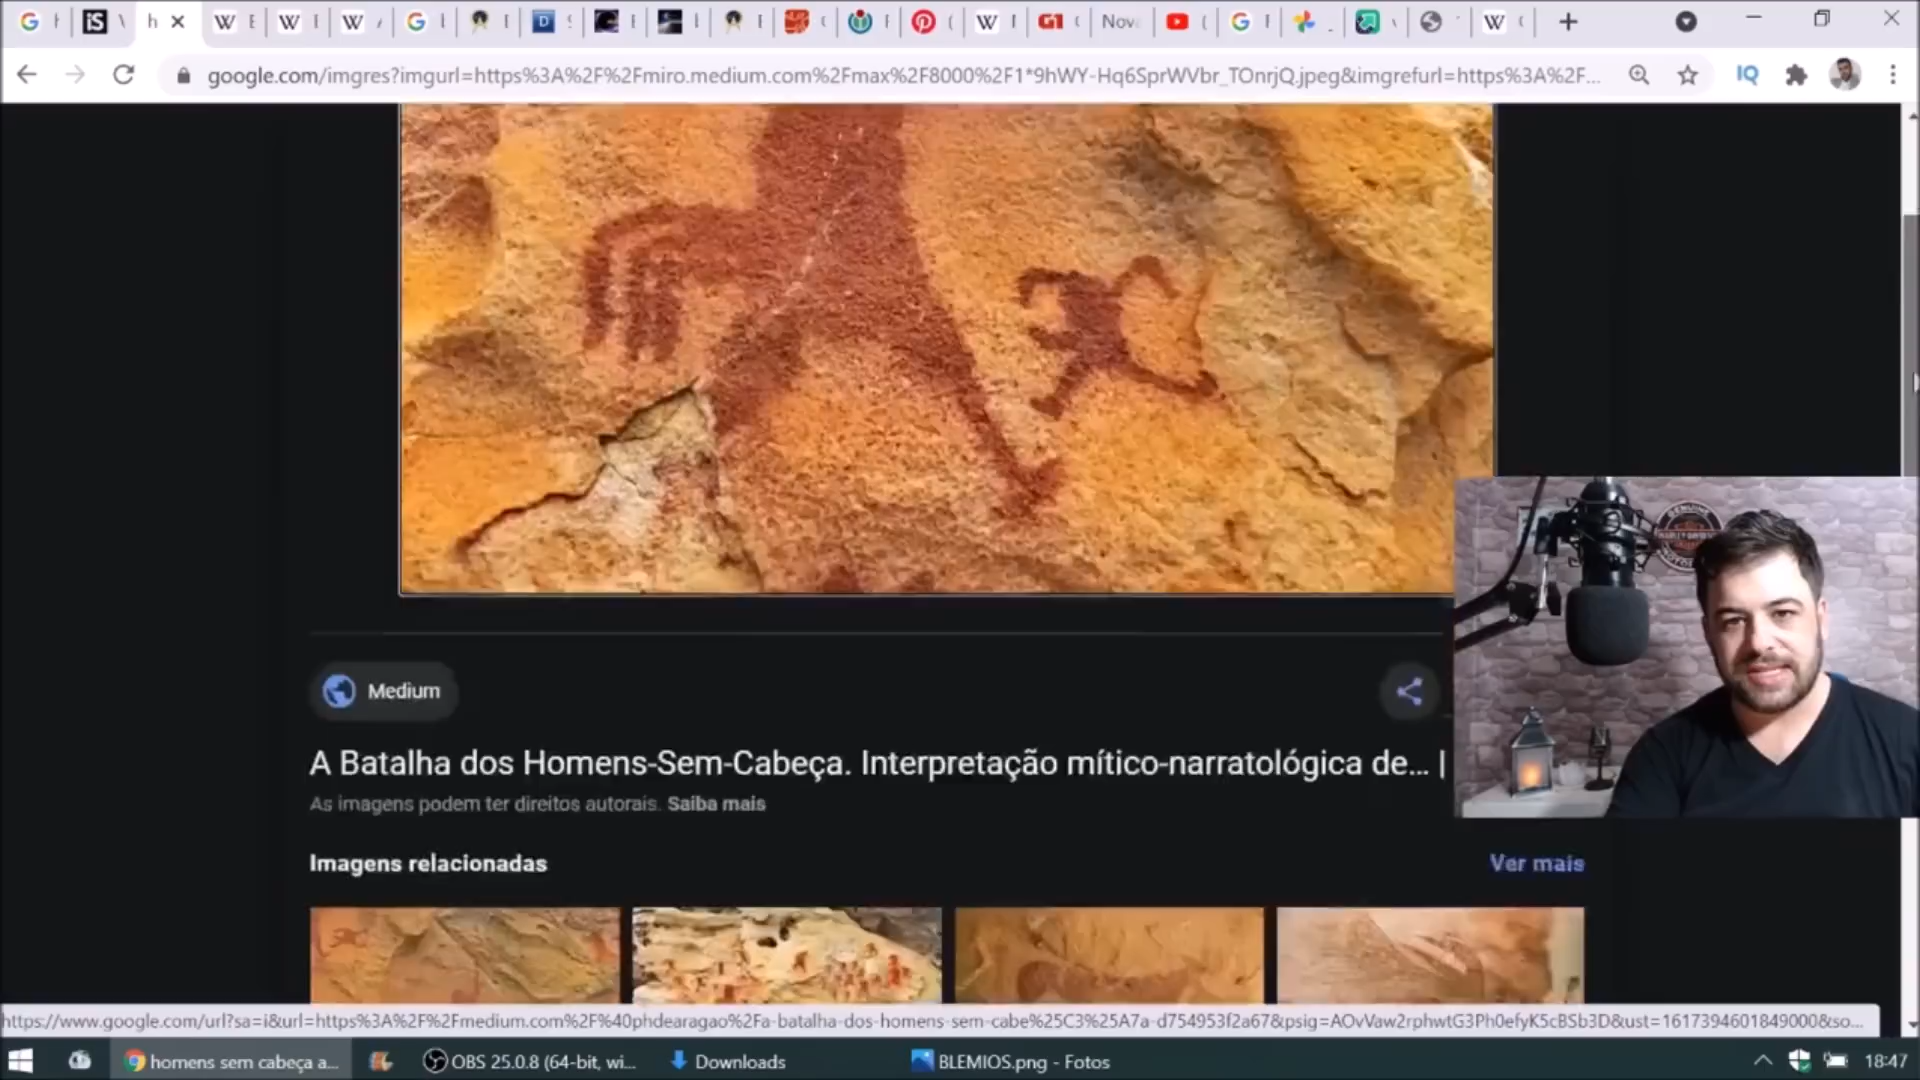 google.com/imgres?imgurl=https%3A%2F%2Fmiro.medium.com%2Fmax%2F8000%2F1*9hWY-Hq6SprWVbr_TOnrjQ.jpeg&imgrefurl=https%3A%2F...
IQ
Medium
A Batalha dos Homens-Sem-Cabeça. Interpretação mítico-narratológica de... |
As imagens podem ter direitos autorais. Saiba mais
Imagens relacionadas
Ver mais
https://www.google.com/url?sa=i&url=https%3A%2F%2Fmedium.com%2F%40phdearagao%2Fa-batalha-dos-homens-sem-cabe%25C3%25A7a-d754953f2a67&psig=AOvVaw2rphwtG3Ph0efyK5cBSb3D&ust=1617394601849000&so...
homens sem cabeça a...
OBS 25.0.8 (64-bit, wi...
Downloads
BLEMIOS.png - Fotos
18:47